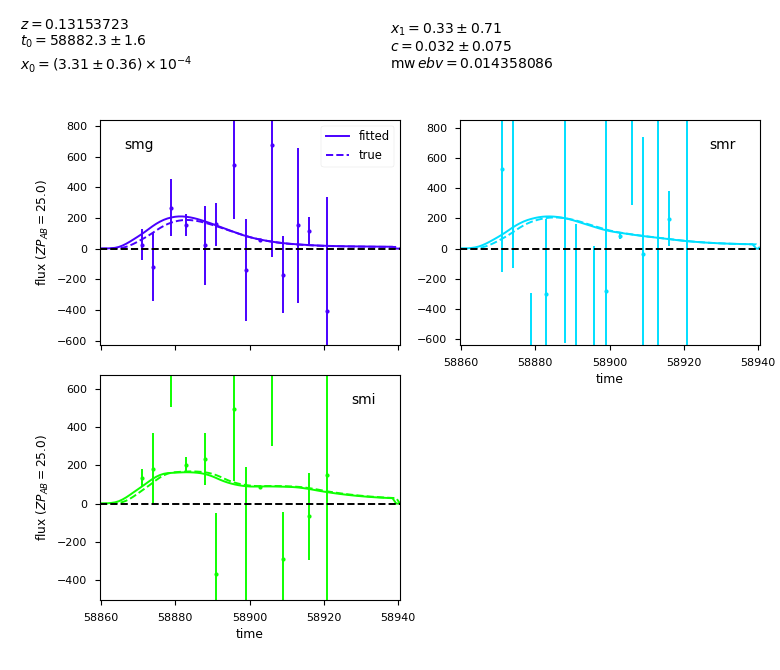 z = 0.13153723
t₀ = 58882.3 ± 1.6
x₀ = (3.31 ± 0.36) × 10⁻⁴
x₁ = 0.33 ± 0.71
c = 0.032 ± 0.075
mw ebv = 0.014358086
smg
fitted
true
800
600
400
200
0
−200
−400
−600
flux (ZP_AB = 25.0)
smr
800
600
400
200
0
−200
−400
−600
58860
58880
58900
58920
58940
time
smi
600
400
200
0
−200
−400
flux (ZP_AB = 25.0)
58860
58880
58900
58920
58940
time